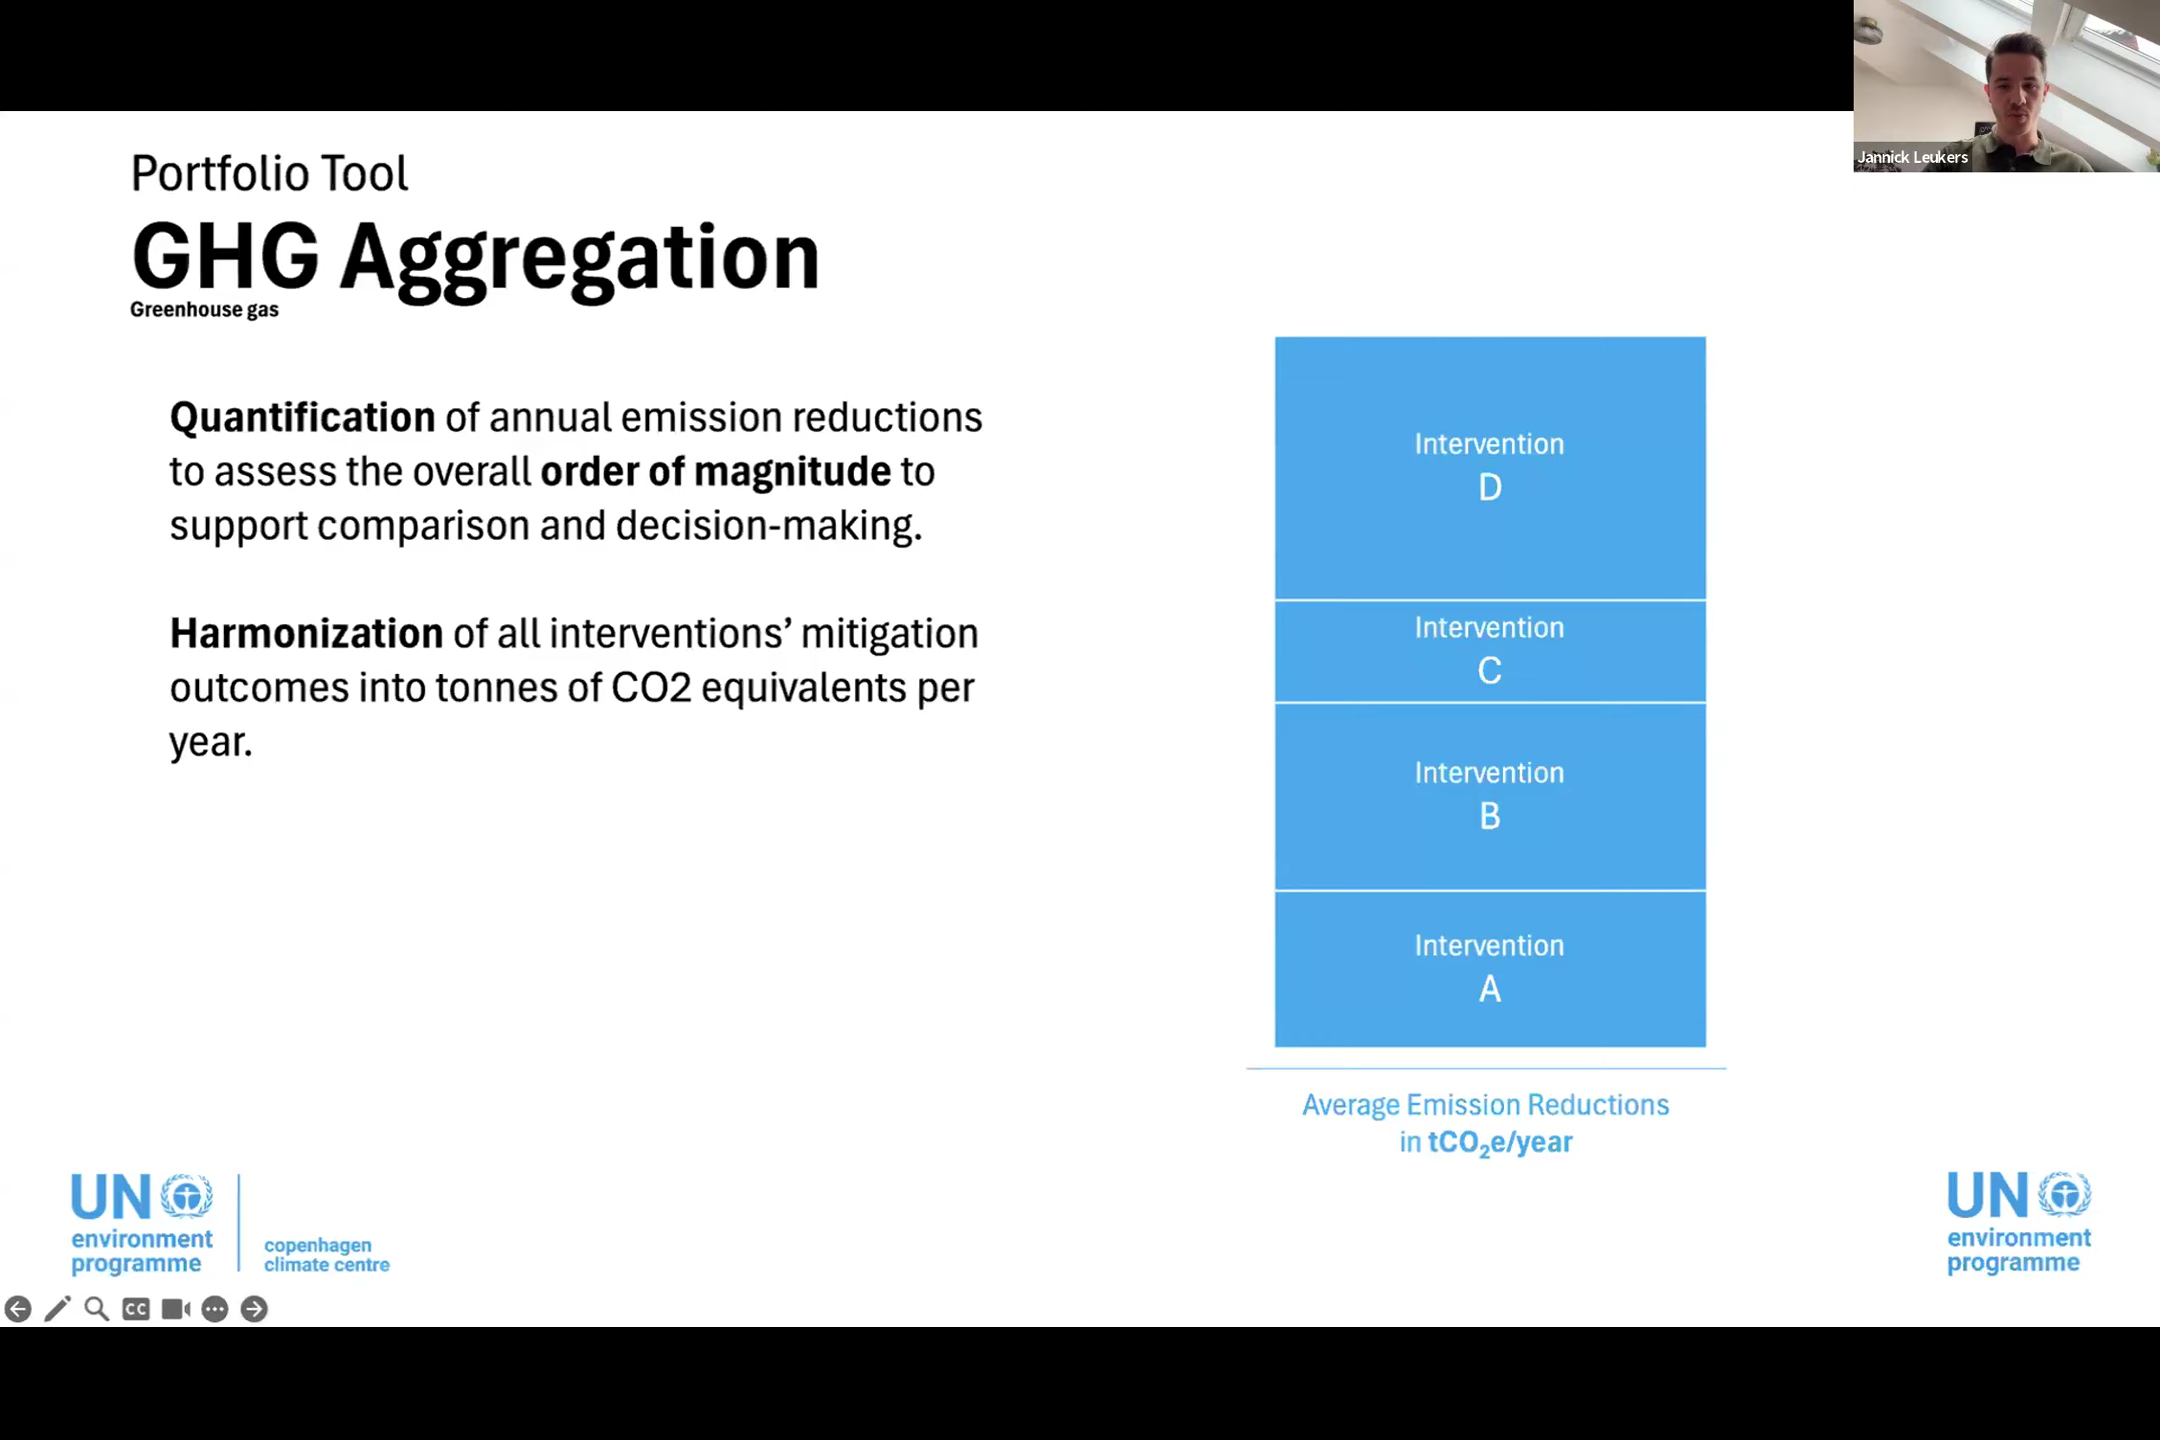 Jannick Leukers
Portfolio Tool
GHG Aggregation
Greenhouse gas
Quantification of annual emission reductions
to assess the overall order of magnitude to
support comparison and decision-making.
Harmonization of all interventions’ mitigation
outcomes into tonnes of CO2 equivalents per
year.
Intervention
D
Intervention
C
Intervention
B
Intervention
A
Average Emission Reductions
in tCO₂e/year
UN
environment
programme
copenhagen
climate centre
UN
environment
programme
CC